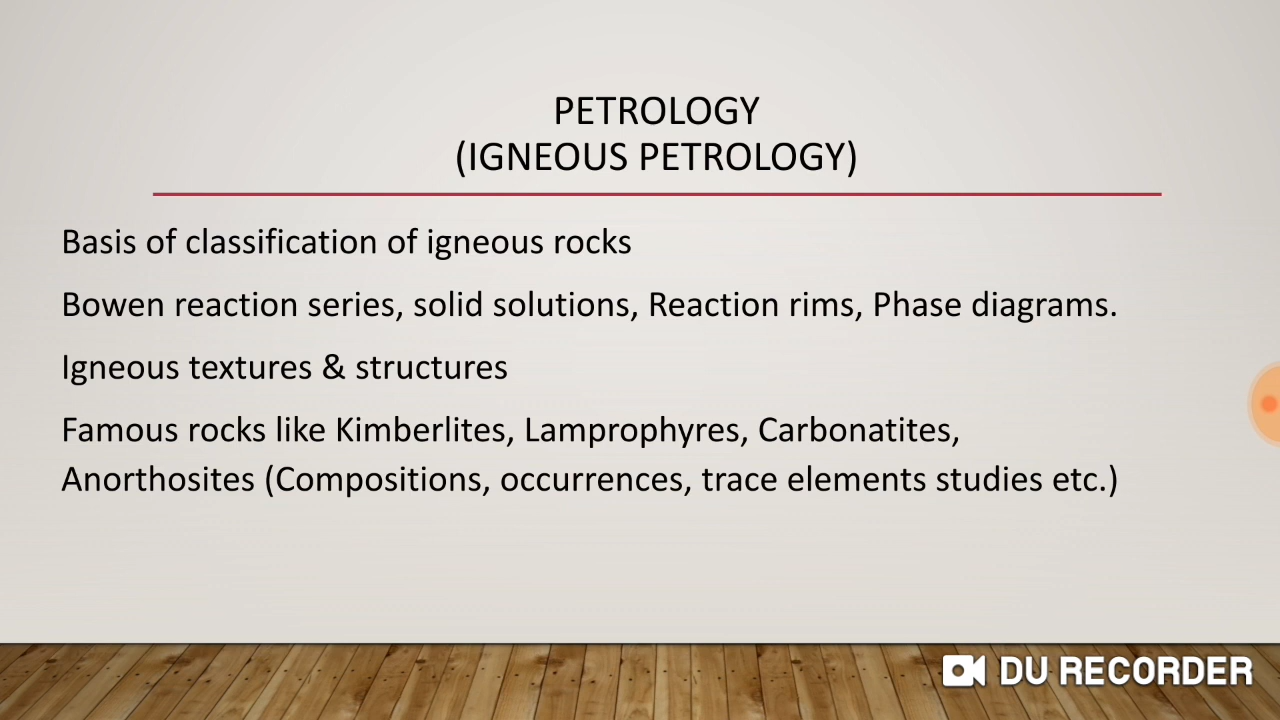 PETROLOGY
(IGNEOUS PETROLOGY)
Basis of classification of igneous rocks
Bowen reaction series, solid solutions, Reaction rims, Phase diagrams.
Igneous textures & structures
Famous rocks like Kimberlites, Lamprophyres, Carbonatites,
Anorthosites (Compositions, occurrences, trace elements studies etc.)
DU RECORDER